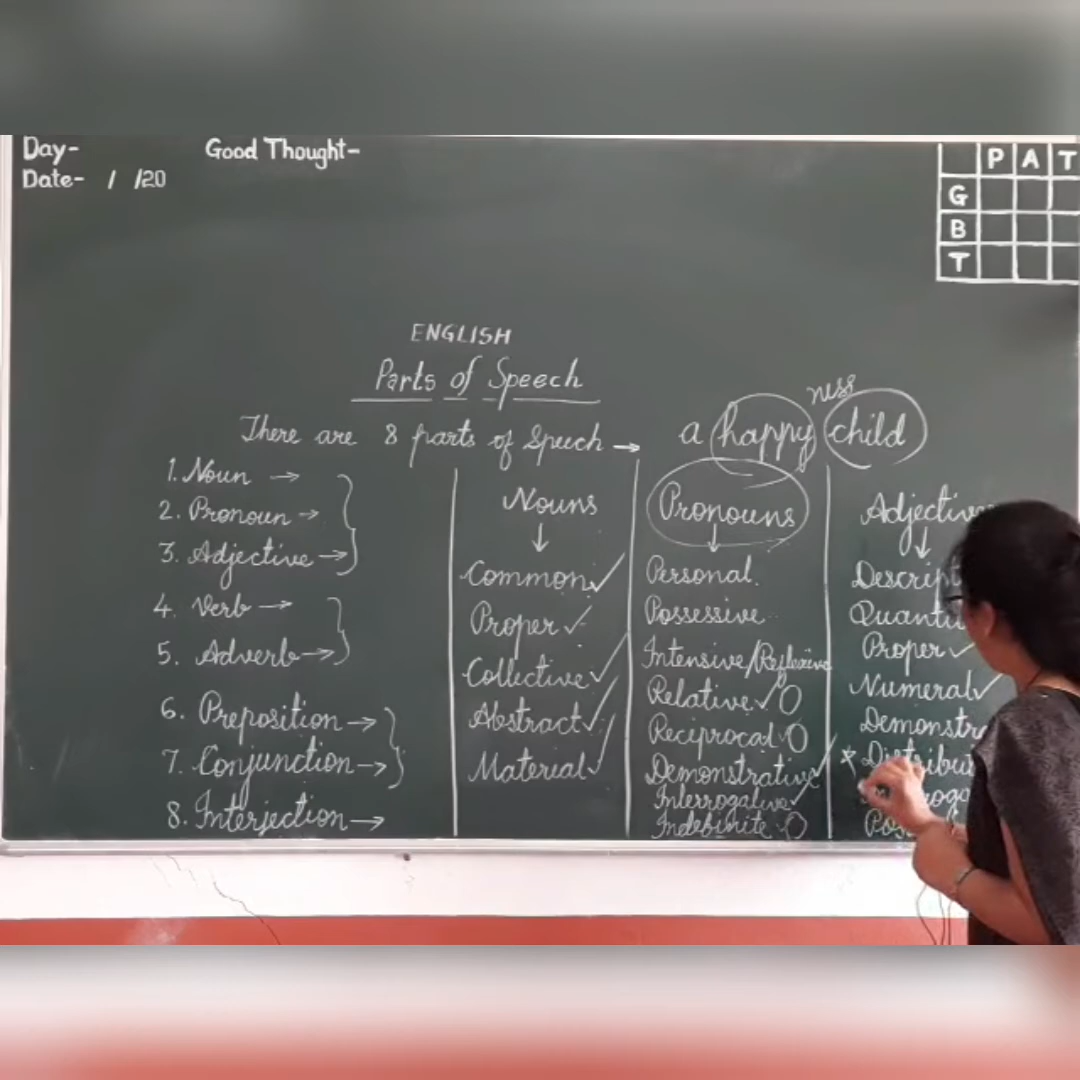 Day-
Date- / /20
Good Thought-
P A T
G
B
T
ENGLISH
Parts of Speech
There are 8 parts of Speech →
ness
a happy child
1. Noun →
2. Pronoun →
3. Adjective →
4. Verb →
5. Adverb →
6. Preposition →
7. Conjunction →
8. Interjection →
Nouns
↓
Common ✓
Proper ✓
Collective ✓
Abstract ✓
Material ✓
Pronouns
↓
Personal.
Possessive
Intensive/Reflexive
Relative ✓ O
Reciprocal O
Demonstrative ✓
Interrogative ✓
Indebinite O
↓
Proper ✓
Numeral ✓